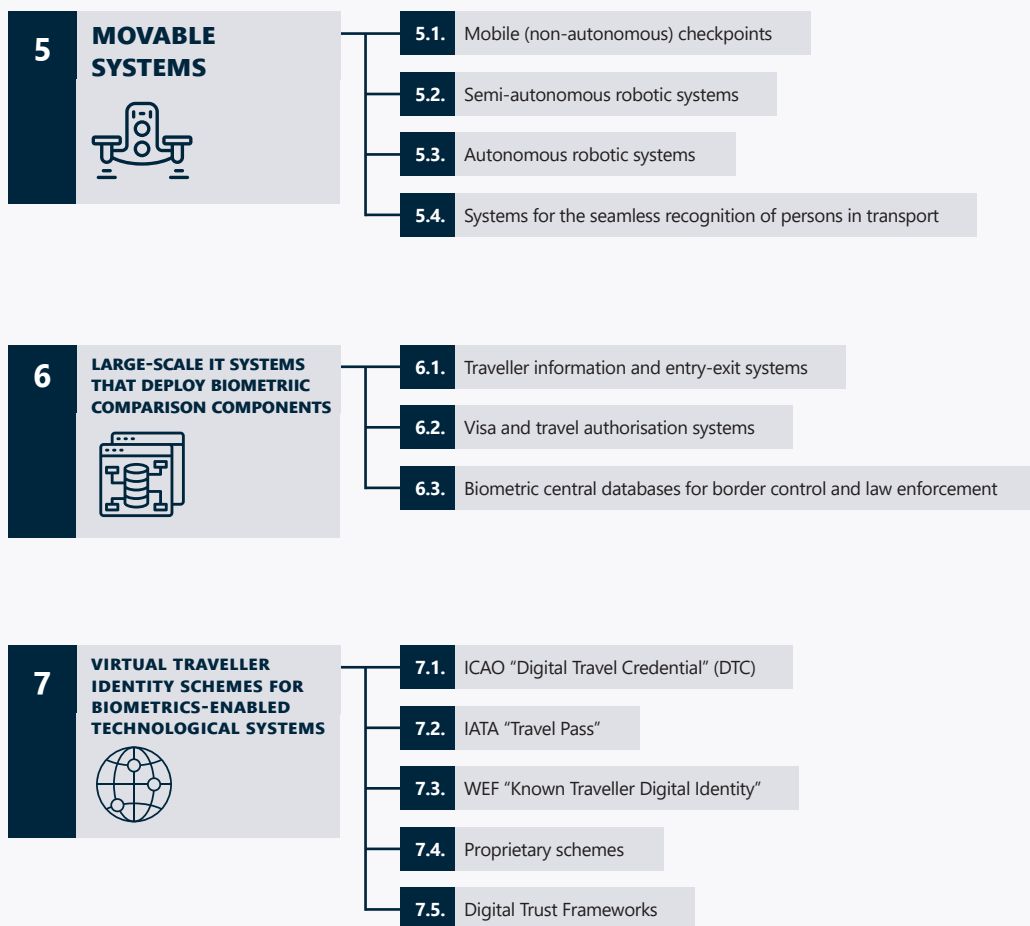 5
MOVABLE
SYSTEMS
5.1. Mobile (non-autonomous) checkpoints
5.2. Semi-autonomous robotic systems
5.3. Autonomous robotic systems
5.4. Systems for the seamless recognition of persons in transport
6
LARGE-SCALE IT SYSTEMS
THAT DEPLOY BIOMETRIIC
COMPARISON COMPONENTS
6.1. Traveller information and entry-exit systems
6.2. Visa and travel authorisation systems
6.3. Biometric central databases for border control and law enforcement
7
VIRTUAL TRAVELLER
IDENTITY SCHEMES FOR
BIOMETRICS-ENABLED
TECHNOLOGICAL SYSTEMS
7.1. ICAO “Digital Travel Credential” (DTC)
7.2. IATA “Travel Pass”
7.3. WEF “Known Traveller Digital Identity”
7.4. Proprietary schemes
7.5. Digital Trust Frameworks